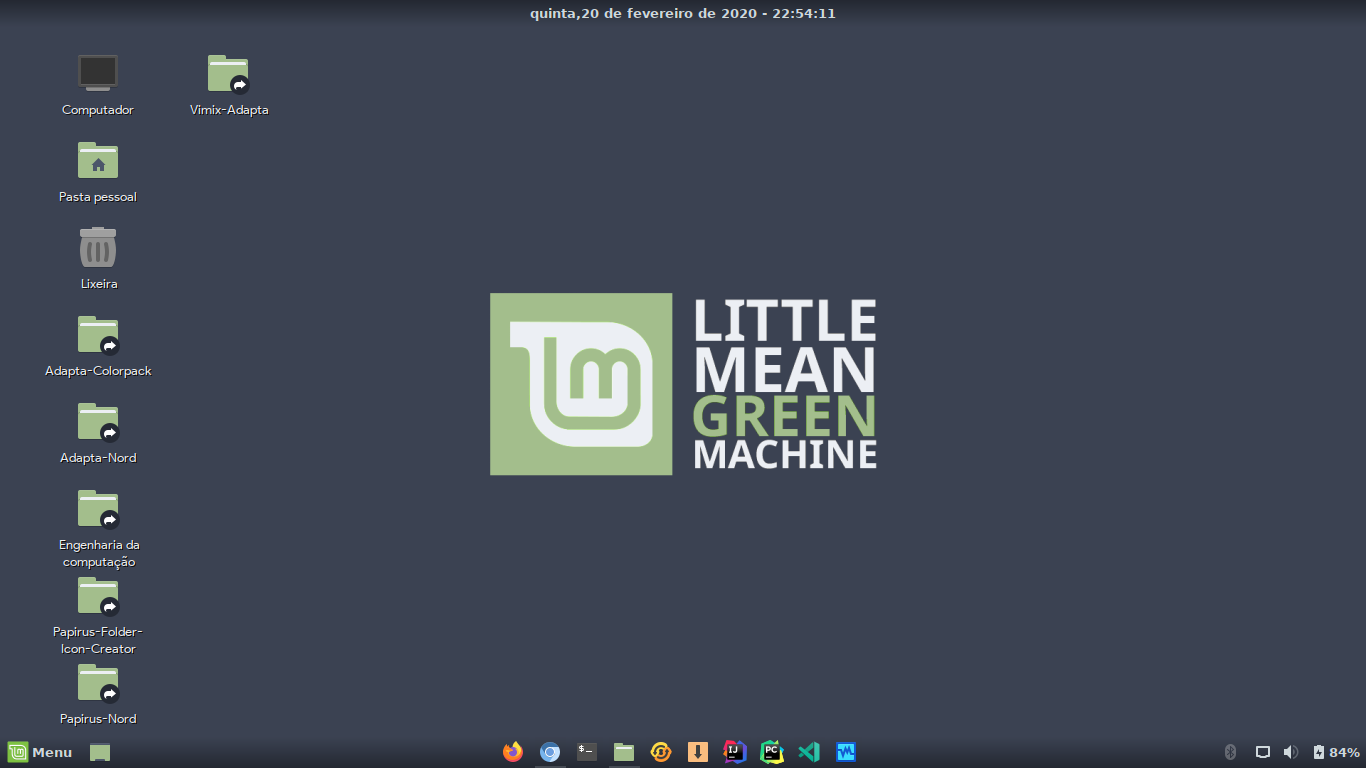 quinta,20 de fevereiro de 2020 - 22:54:11
Computador
Vimix-Adapta
Pasta pessoal
Lixeira
Adapta-Colorpack
Adapta-Nord
Engenharia da
computação
Papirus-Folder-
Icon-Creator
Papirus-Nord
LITTLE
MEAN
GREEN
MACHINE
Menu
$-
IJ
PC
84%